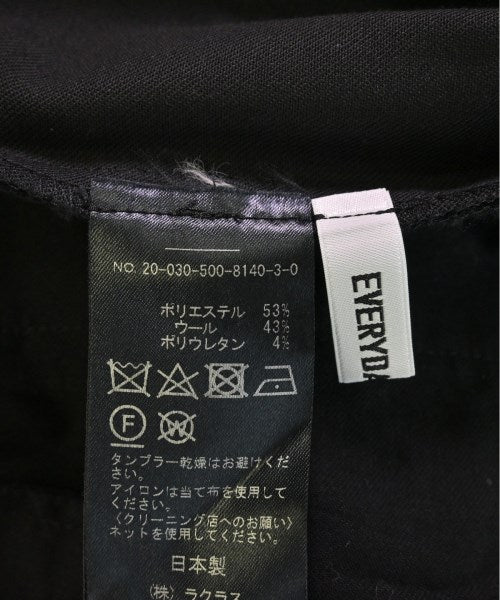 NO. 20-030-500-8140-3-0
ポリエステル 53%
ウール 43%
ポリウレタン 4%
F
W
タンブラー乾燥はお避けくだ
さい。
アイロンは当て布を使用して
ください。
〈クリーニング店へのお願い〉
ネットを使用してください。
日本製
(株) ラクラス
EVERYDA